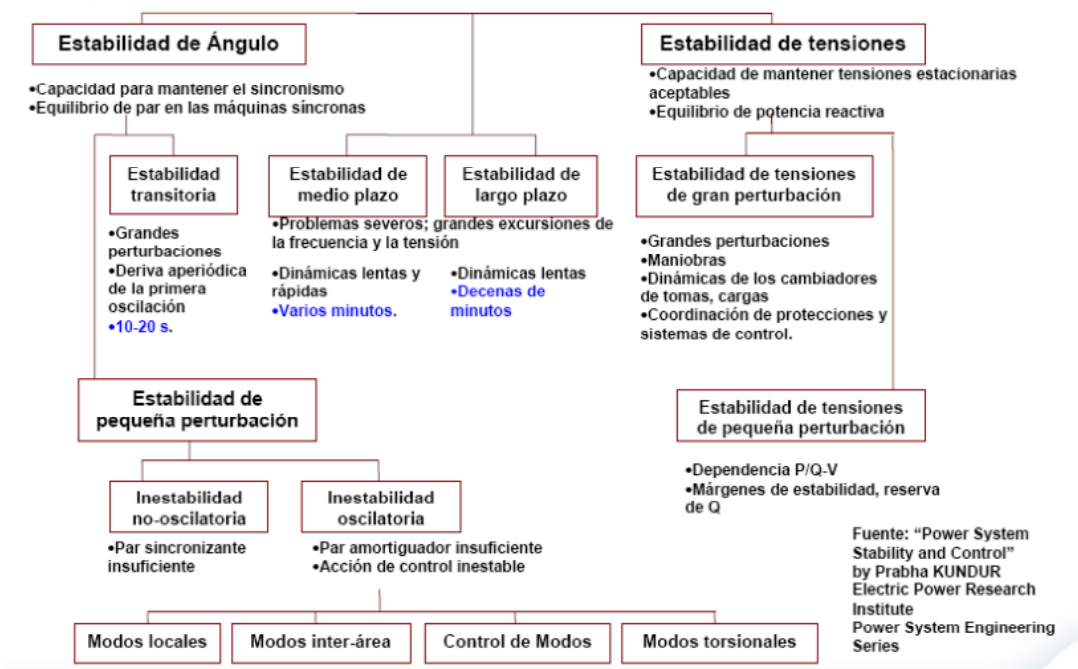 Estabilidad de Ángulo
•Capacidad para mantener el sincronismo
•Equilibrio de par en las máquinas síncronas
Estabilidad de tensiones
•Capacidad de mantener tensiones estacionarias
aceptables
•Equilibrio de potencia reactiva
Estabilidad
transitoria
•Grandes
perturbaciones
•Deriva aperiódica
de la primera
oscilación
•10-20 s.
Estabilidad de
medio plazo
Estabilidad de
largo plazo
•Problemas severos; grandes excursiones de
la frecuencia y la tensión
•Dinámicas lentas y
rápidas
•Varios minutos.
•Dinámicas lentas
•Decenas de
minutos
Estabilidad de tensiones
de gran perturbación
•Grandes perturbaciones
•Maniobras
•Dinámicas de los cambiadores
de tomas, cargas
•Coordinación de protecciones y
sistemas de control.
Estabilidad de
pequeña perturbación
Estabilidad de tensiones
de pequeña perturbación
•Dependencia P/Q-V
•Márgenes de estabilidad, reserva
de Q
Inestabilidad
no-oscilatoria
•Par sincronizante
insuficiente
Inestabilidad
oscilatoria
•Par amortiguador insuficiente
•Acción de control inestable
Modos locales
Modos inter-área
Control de Modos
Modos torsionales
Fuente: “Power System
Stability and Control”
by Prabha KUNDUR
Electric Power Research
Institute
Power System Engineering
Series